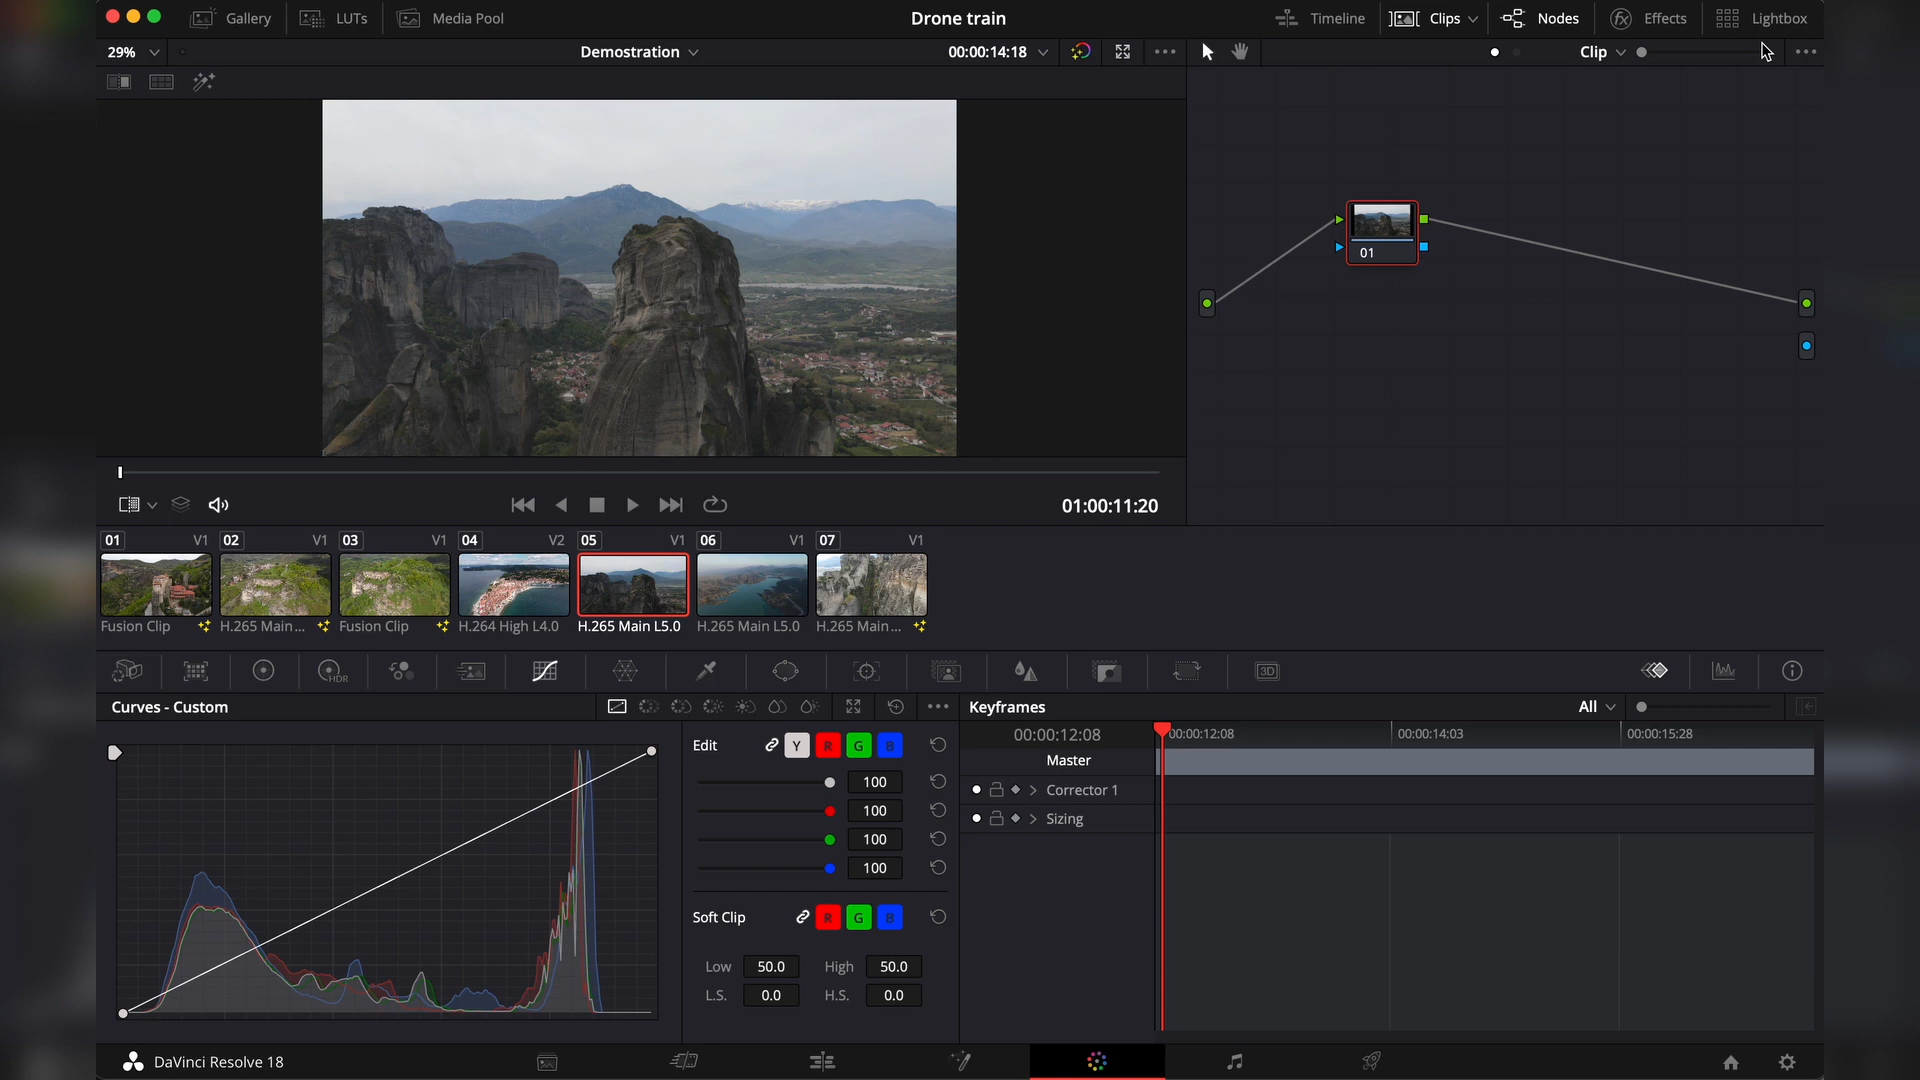 Gallery
LUTs
Media Pool
Drone train
Timeline
Clips
Nodes
Effects
Lightbox
29%
Demostration
00:00:14:18
Clip
01
01:00:11:20
01 V1
02 V1
03 V1
04 V2
05 V1
06 V1
07 V1
Fusion Clip
H.265 Main...
Fusion Clip
H.264 High L4.0
H.265 Main L5.0
H.265 Main L5.0
H.265 Main...
HDR
3D
Curves - Custom
Keyframes
All
Edit
Y R G B
100
100
100
100
Soft Clip
R G B
Low 50.0 High 50.0
L.S. 0.0 H.S. 0.0
00:00:12:08
00:00:12:08
00:00:14:03
00:00:15:28
Master
Corrector 1
Sizing
DaVinci Resolve 18